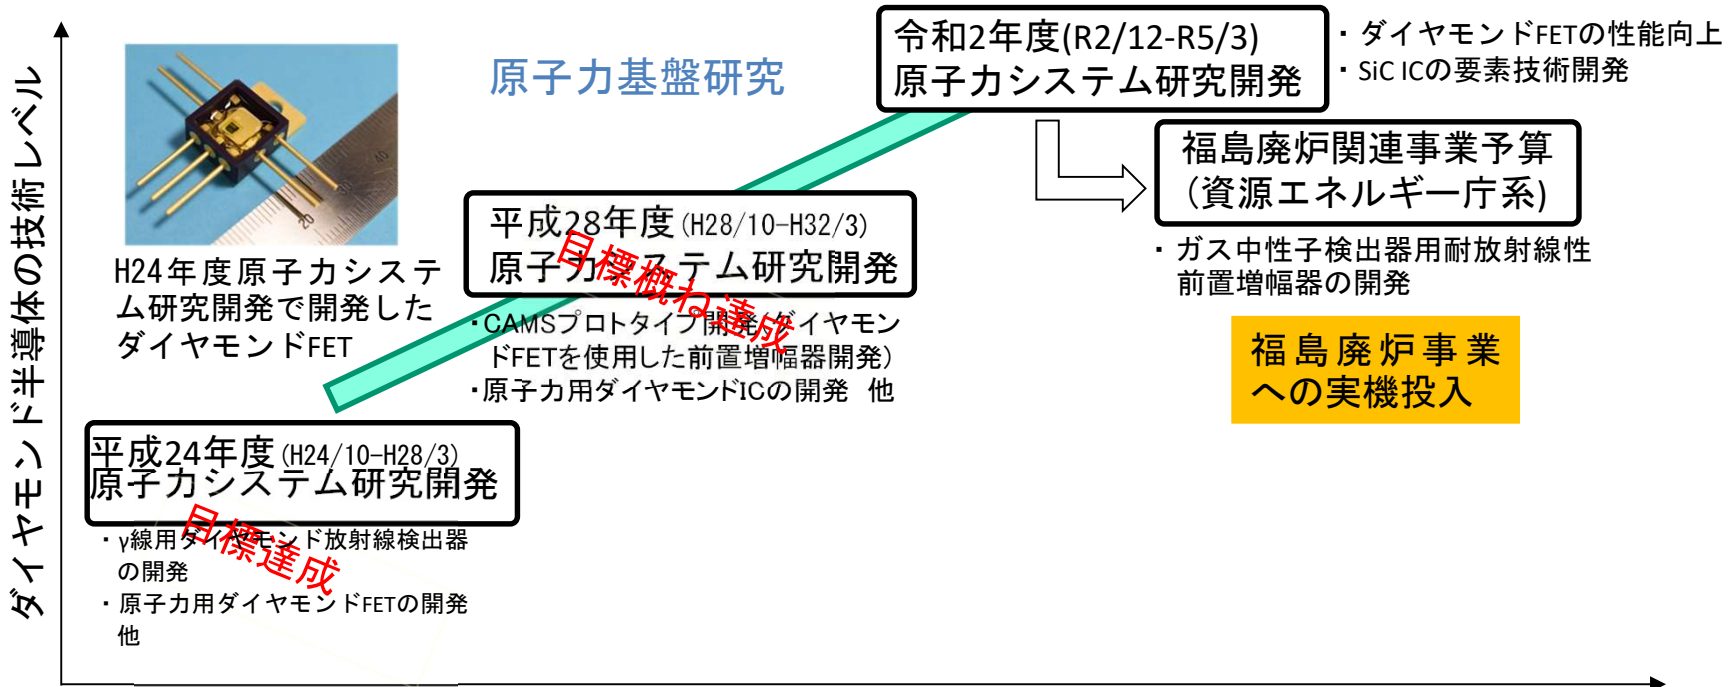 ダイヤモンド半導体の技術レベル
原子力基盤研究
H24年度原子力システ
ム研究開発で開発した
ダイヤモンドFET
平成24年度(H24/10-H28/3)
原子力システム研究開発
目標達成
・γ線用ダイヤモンド放射線検出器
の開発
・原子力用ダイヤモンドFETの開発
他
平成28年度(H28/10-H32/3)
原子力システム研究開発
目標概ね達成
・CAMSプロトタイプ開発(ダイヤモン
ドFETを使用した前置増幅器開発)
・原子力用ダイヤモンドICの開発 他
令和2年度(R2/12-R5/3)
原子力システム研究開発
・ダイヤモンドFETの性能向上
・SiC ICの要素技術開発
福島廃炉関連事業予算
(資源エネルギー庁系)
・ガス中性子検出器用耐放射線性
前置増幅器の開発
福島廃炉事業
への実機投入
20
40